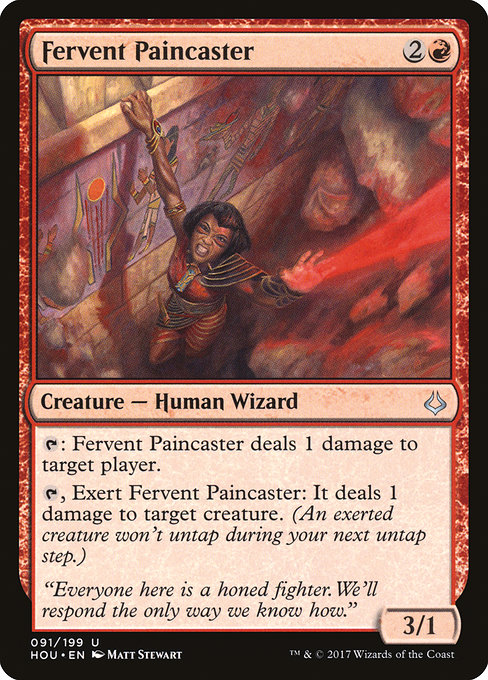 Fervent Paincaster 2
Creature — Human Wizard
: Fervent Paincaster deals 1 damage to
target player.
, Exert Fervent Paincaster: It deals 1
damage to target creature. (An exerted
creature won't untap during your next untap
step.)
“Everyone here is a honed fighter. We'll
respond the only way we know how.”
3/1
091/199 U
HOU • EN Matt Stewart
™ & © 2017 Wizards of the Coast